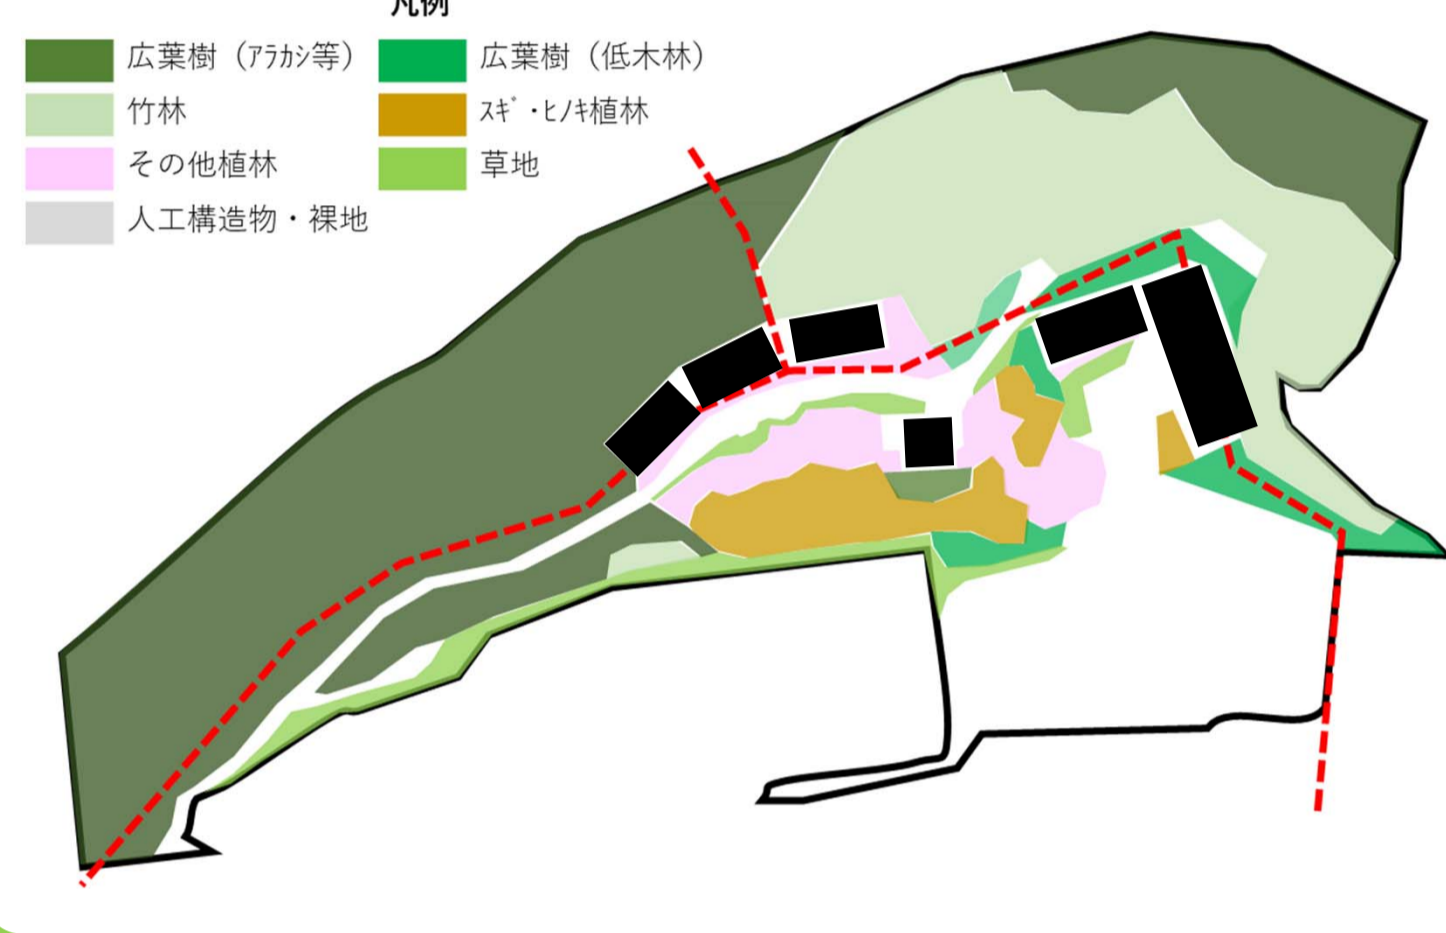 凡例
広葉樹（ｱﾗｶｼ等）
広葉樹（低木林）
竹林
ｽｷﾞ・ﾋﾉｷ植林
その他植林
草地
人工構造物・裸地